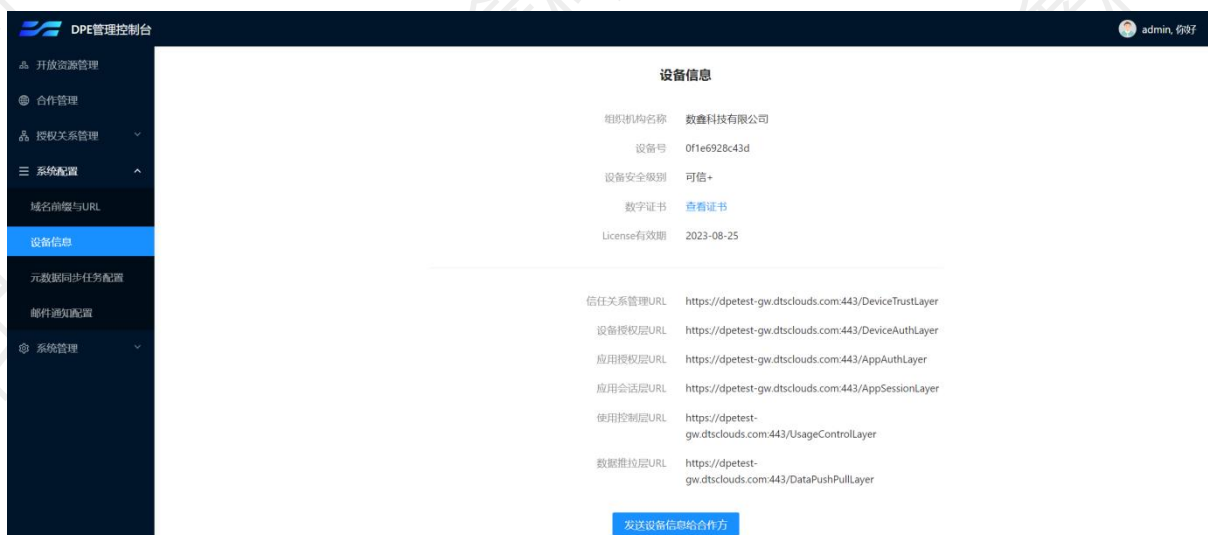 DPE管理控制台
admin, 你好
开放资源管理
合作管理
授权关系管理
系统配置
域名前缀与URL
设备信息
元数据同步任务配置
邮件通知配置
系统管理
设备信息
组织机构名称 数鑫科技有限公司
设备号 0f1e6928c43d
设备安全级别 可信+
数字证书 查看证书
License有效期 2023-08-25
信任关系管理URL https://dpetest-gw.dtsclouds.com:443/DeviceTrustLayer
设备授权层URL https://dpetest-gw.dtsclouds.com:443/DeviceAuthLayer
应用授权层URL https://dpetest-gw.dtsclouds.com:443/AppAuthLayer
应用会话层URL https://dpetest-gw.dtsclouds.com:443/AppSessionLayer
使用控制层URL https://dpetest-
gw.dtsclouds.com:443/UsageControlLayer
数据推拉层URL https://dpetest-
gw.dtsclouds.com:443/DataPushPullLayer
发送设备信息给合作方